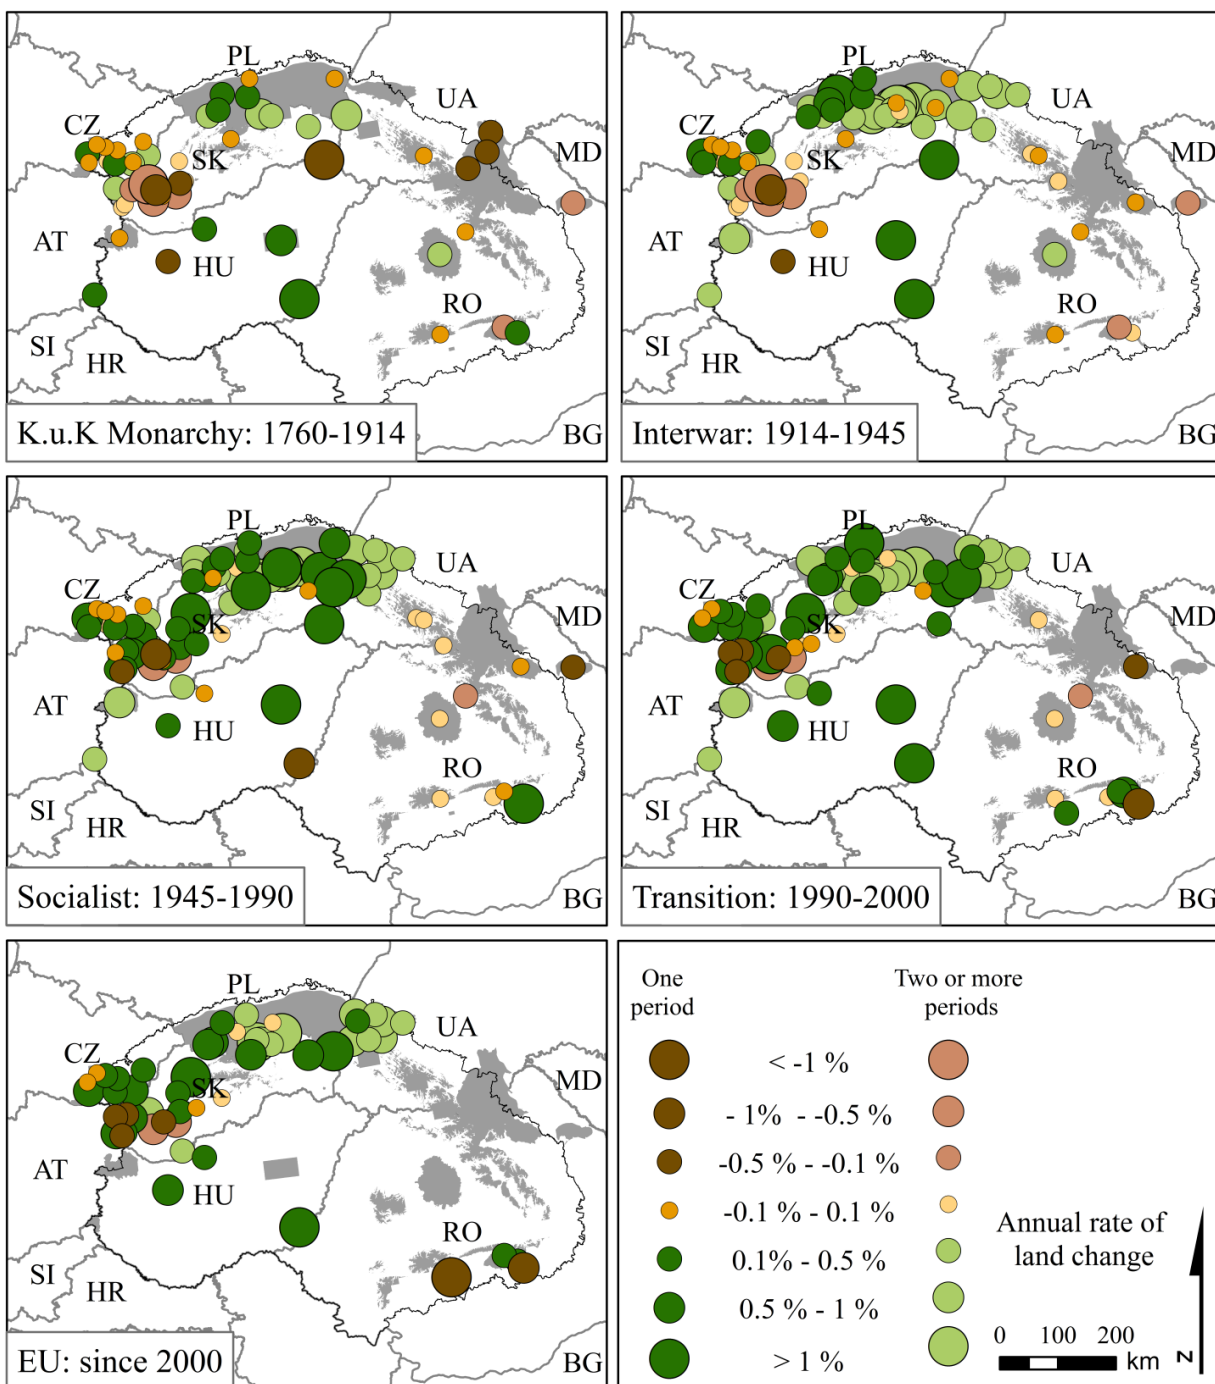 PL
UA
CZ
MD
SK
AT
HU
RO
SI
HR
K.u.K Monarchy: 1760-1914
BG
PL
UA
CZ
MD
SK
AT
HU
RO
SI
HR
Interwar: 1914-1945
BG
PL
UA
CZ
MD
SK
AT
HU
RO
SI
HR
Socialist: 1945-1990
BG
PL
UA
CZ
MD
SK
AT
HU
RO
SI
HR
Transition: 1990-2000
BG
PL
UA
CZ
MD
SK
AT
HU
RO
SI
HR
EU: since 2000
BG
One period
Two or more periods
< -1 %
- 1% - -0.5 %
-0.5 % - -0.1 %
-0.1 % - 0.1 %
0.1% - 0.5 %
0.5 % - 1 %
> 1 %
Annual rate of
land change
0 100 200
km
N